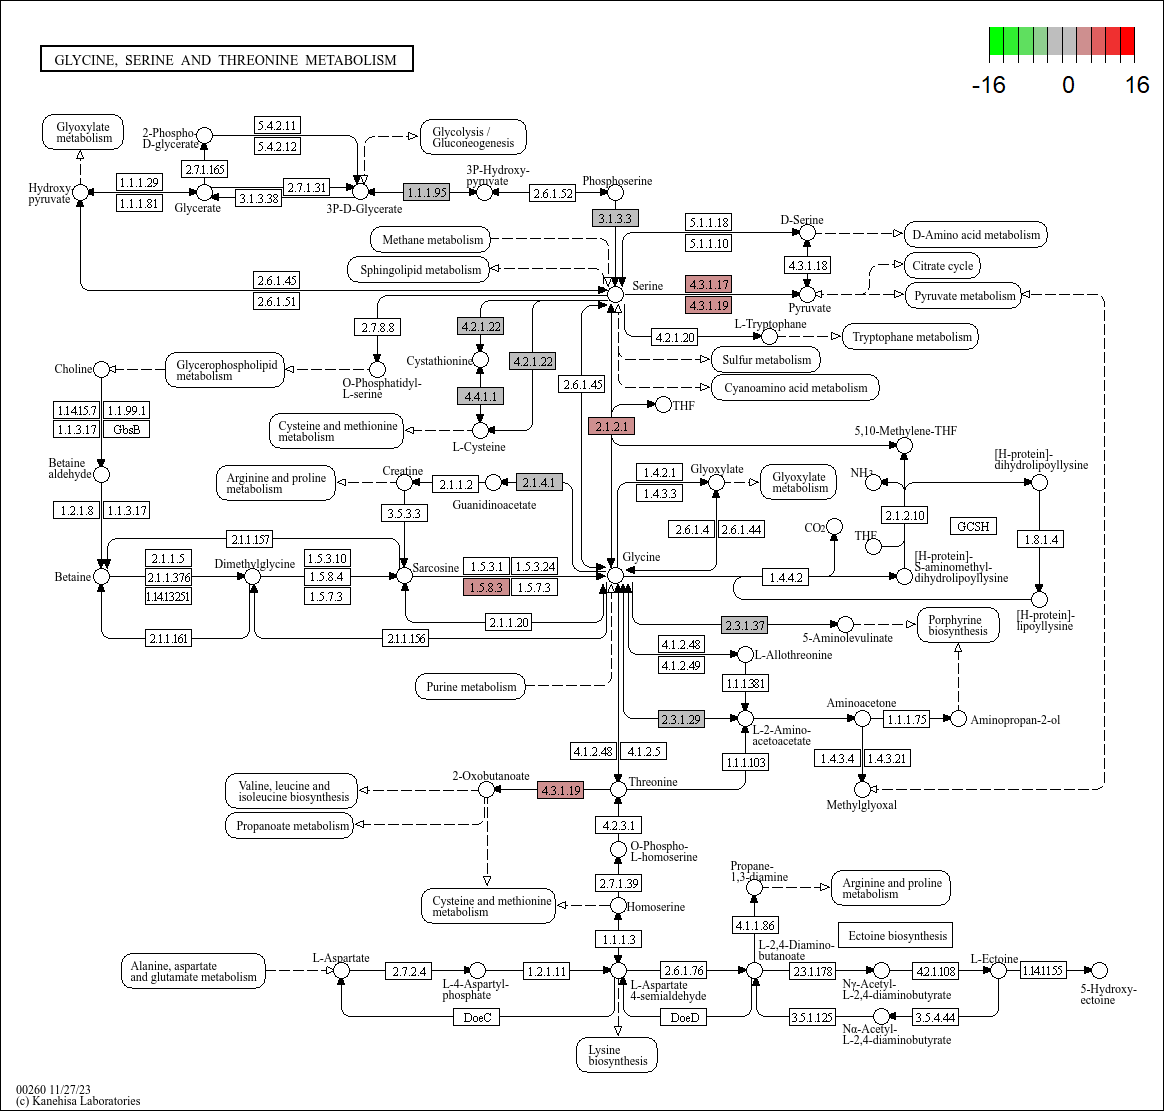 GLYCINE, SERINE AND THREONINE METABOLISM
-16 0 16
Glyoxylate
metabolism
2-Phospho-
D-glycerate
5.4.2.11
5.4.2.12
Glycolysis /
Gluconeogenesis
2.7.1.165
Hydroxy
pyruvate
1.1.1.29
1.1.1.81
Glycerate
2.7.1.31
3.1.3.38
3P-D-Glycerate
1.1.1.95
3P-Hydroxy-
pyruvate
2.6.1.52
Phosphoserine
3.1.3.3
Methane metabolism
Sphingolipid metabolism
5.1.1.18
5.1.1.10
D-Serine
D-Amino acid metabolism
4.3.1.18
Citrate cycle
2.6.1.45
2.6.1.51
Serine
4.3.1.17
4.3.1.19
Pyruvate
Pyruvate metabolism
2.7.8.8
4.2.1.22
4.2.1.20
L-Tryptophane
Tryptophane metabolism
Choline
Glycerophospholipid
metabolism
O-Phosphatidyl-
L-serine
Cystathionine
4.2.1.22
Sulfur metabolism
2.6.1.45
Cyanoamino acid metabolism
4.4.1.1
1.14.15.7
1.1.99.1
1.1.3.17
GbsB
Cysteine and methionine
metabolism
L-Cysteine
THF
2.1.2.1
5,10-Methylene-THF
Betaine
aldehyde
Arginine and proline
metabolism
Creatine
2.1.1.2
Guanidinoacetate
2.1.4.1
1.4.2.1
1.4.3.3
Glyoxylate
Glyoxylate
metabolism
NH3
[H-protein]-
dihydrolipoyllysine
1.2.1.8
1.1.3.17
3.5.3.3
2.6.1.4
2.6.1.44
CO2
2.1.2.10
GCSH
THF
1.8.1.4
2.1.1.157
Betaine
2.1.1.5
2.1.1.376
1.14.13.251
Dimethylglycine
1.5.3.10
1.5.8.4
1.5.7.3
Sarcosine
1.5.3.1
1.5.3.24
1.5.8.3
1.5.7.3
Glycine
1.4.4.2
[H-protein]-
S-aminomethyl-
dihydrolipoyllysine
[H-protein]-
lipoyllysine
2.1.1.20
2.1.1.161
2.1.1.156
2.3.1.37
5-Aminolevulinate
Porphyrine
biosynthesis
4.1.2.48
4.1.2.49
L-Allothreonine
1.1.1.381
Purine metabolism
2.3.1.29
L-2-Amino-
acetoacetate
Aminoacetone
1.1.1.75
Aminopropan-2-ol
4.1.2.48
4.1.2.5
1.1.1.103
1.4.3.4
1.4.3.21
Methylglyoxal
Valine, leucine and
isoleucine biosynthesis
2-Oxobutanoate
4.3.1.19
Threonine
Propanoate metabolism
4.2.3.1
O-Phospho-
L-homoserine
2.7.1.39
Propane-
1,3-diamine
Arginine and proline
metabolism
Cysteine and methionine
metabolism
Homoserine
4.1.1.86
Ectoine biosynthesis
1.1.1.3
Alanine, aspartate
and glutamate metabolism
L-Aspartate
2.7.2.4
L-4-Aspartyl-
phosphate
1.2.1.11
L-Aspartate
4-semialdehyde
2.6.1.76
L-2,4-Diamino-
butanoate
2.3.1.178
Nγ-Acetyl-
L-2,4-diaminobutyrate
4.2.1.108
L-Ectoine
1.14.11.55
5-Hydroxy-
ectoine
DoeC
DoeD
3.5.1.125
Nα-Acetyl-
L-2,4-diaminobutyrate
3.5.4.44
Lysine
biosynthesis
00260 11/27/23
(c) Kanehisa Laboratories